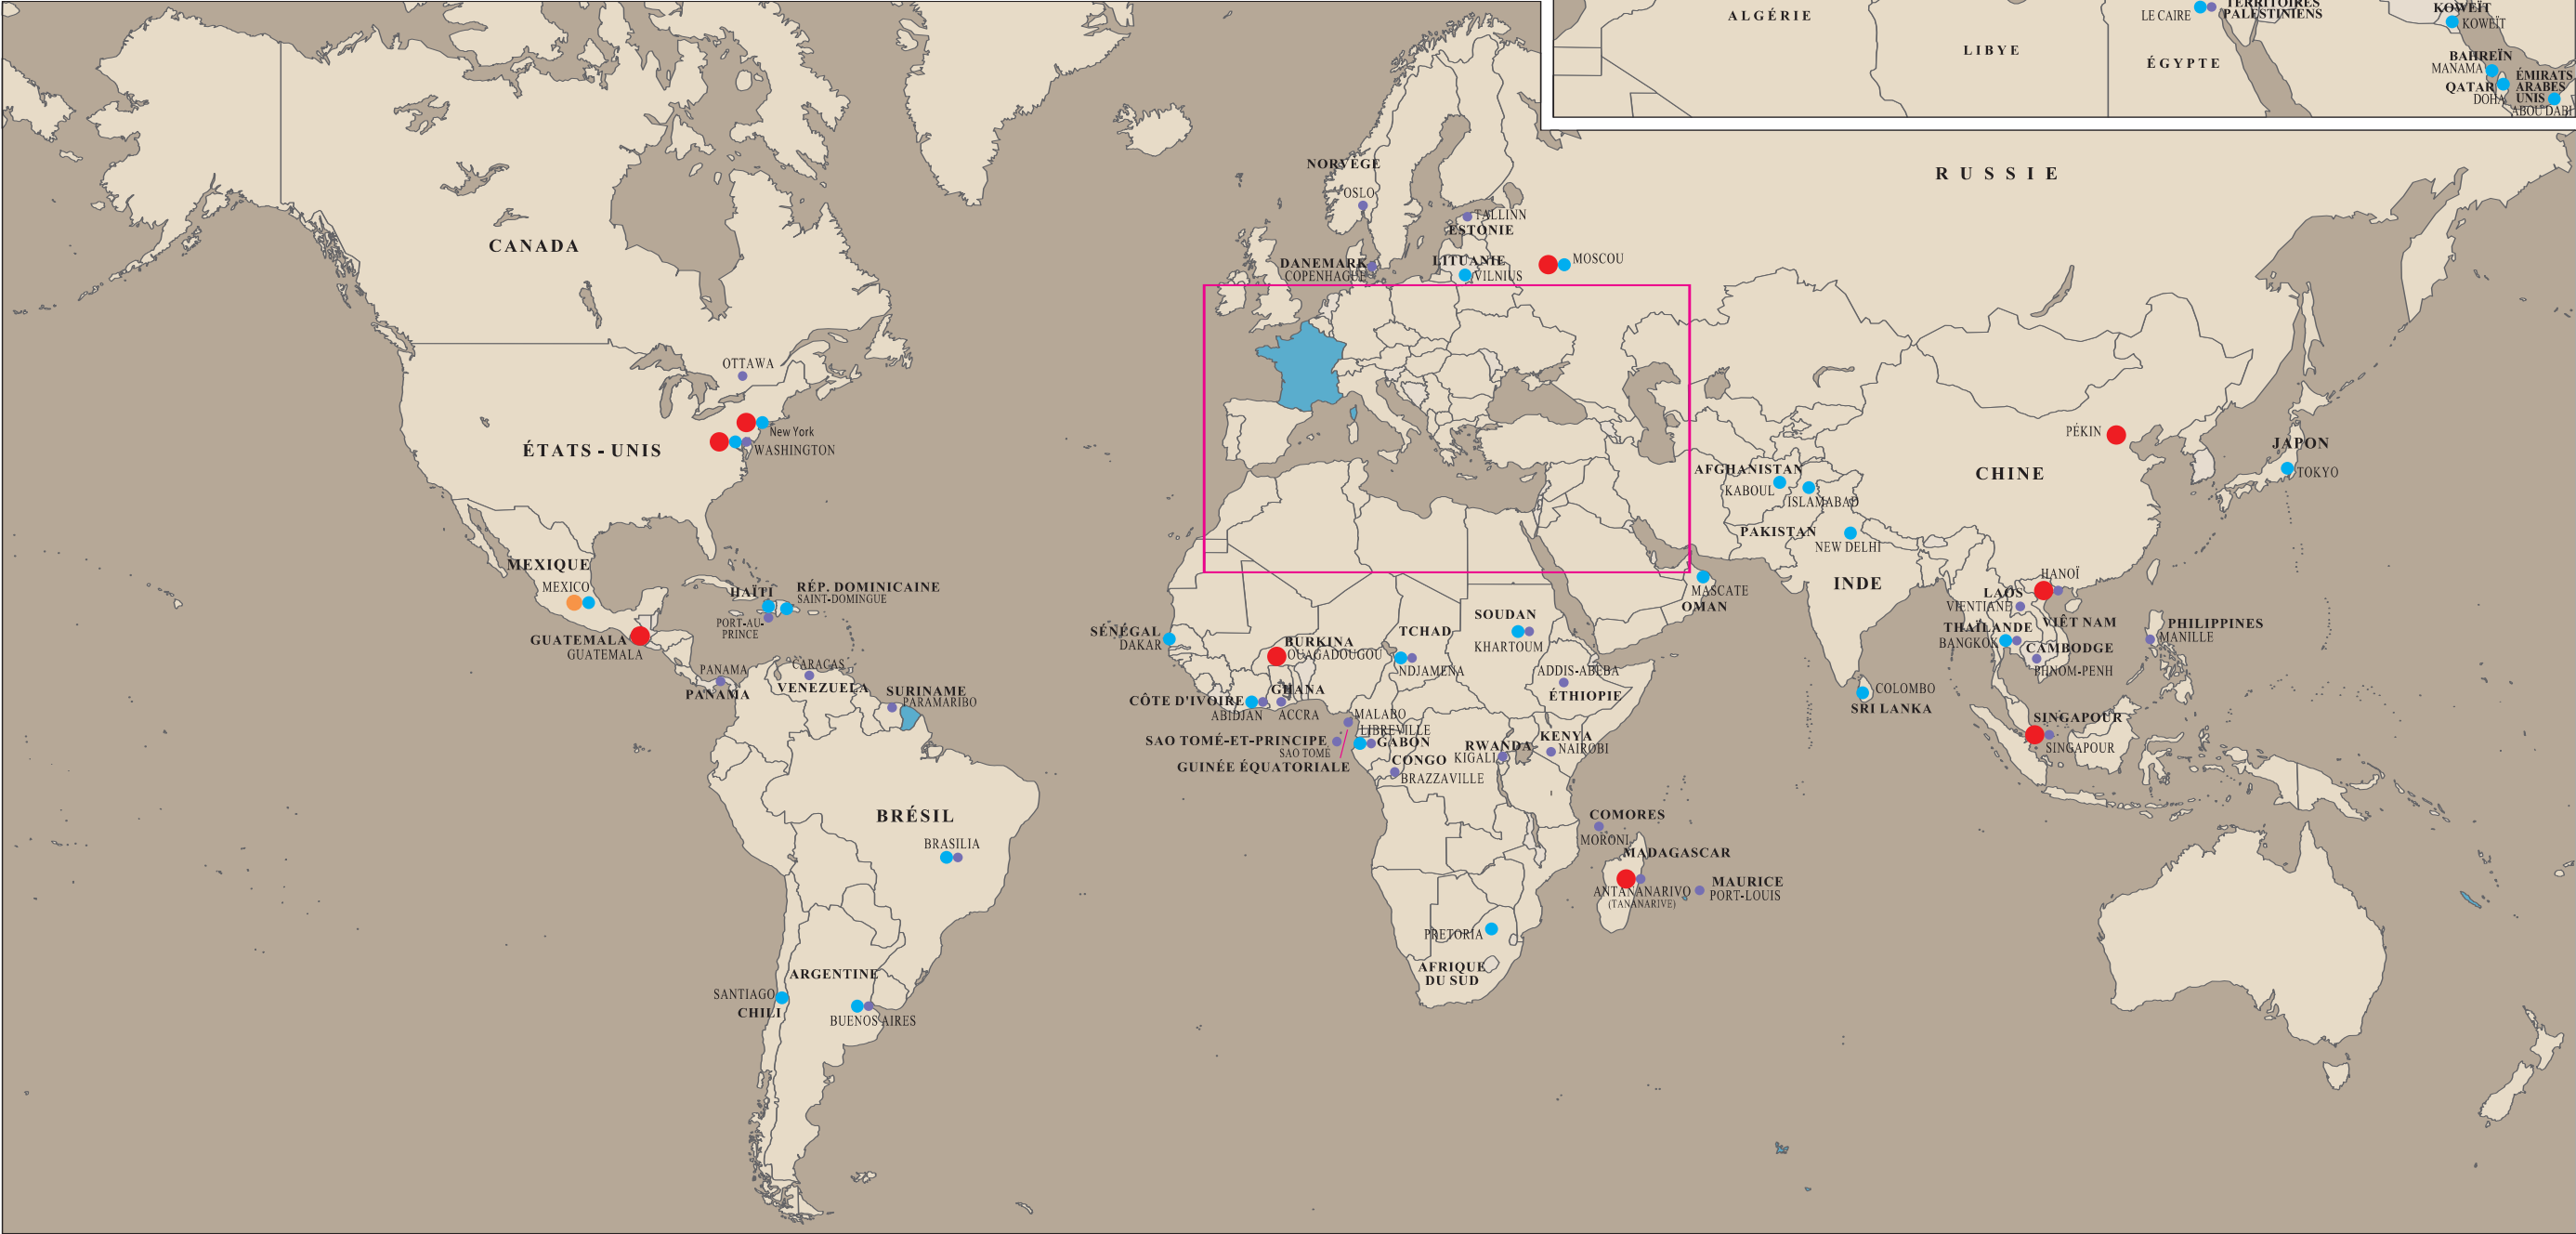 ALGÉRIE
LIBYE
ÉGYPTE
LE CAIRE
TERRITOIRES
PALESTINIENS
KOWEÏT
KOWEÏT
BAHREÏN
MANAMA
QATAR
DOHA
ÉMIRATS
ARABES
UNIS
ABOU DABI
RUSSIE
NORVÈGE
OSLO
TALLINN
ESTONIE
DANEMARK
COPENHAGUE
LITUANIE
VILNIUS
MOSCOU
CANADA
OTTAWA
New York
WASHINGTON
ÉTATS-UNIS
MEXIQUE
MEXICO
GUATEMALA
GUATEMALA
HAÏTI
PORT-AU-
PRINCE
RÉP. DOMINICAINE
SAINT-DOMINGUE
PANAMA
PANAMA
CARACAS
VENEZUELA
SURINAME
PARAMARIBO
BRÉSIL
BRASILIA
ARGENTINE
SANTIAGO
CHILI
BUENOS AIRES
SÉNÉGAL
DAKAR
BURKINA
OUAGADOUGOU
TCHAD
NDJAMENA
SOUDAN
KHARTOUM
ADDIS-ABEBA
ÉTHIOPIE
CÔTE D'IVOIRE
ABIDJAN
GHANA
ACCRA
MALABO
LIBREVILLE
GABON
SAO TOMÉ-ET-PRINCIPE
SAO TOMÉ
GUINÉE ÉQUATORIALE
CONGO
BRAZZAVILLE
RWANDA
KIGALI
KENYA
NAIROBI
COMORES
MORONI
MADAGASCAR
ANTANANARIVO
(TANANARIVE)
MAURICE
PORT-LOUIS
PRETORIA
AFRIQUE
DU SUD
AFGHANISTAN
KABOUL
ISLAMABAD
PAKISTAN
NEW DELHI
INDE
MASCATE
OMAN
COLOMBO
SRI LANKA
PÉKIN
CHINE
JAPON
TOKYO
HANOÏ
LAOS
VIENTIANE
VIÊT NAM
THAÏLANDE
BANGKOK
CAMBODGE
PHNOM-PENH
PHILIPPINES
MANILLE
SINGAPOUR
SINGAPOUR